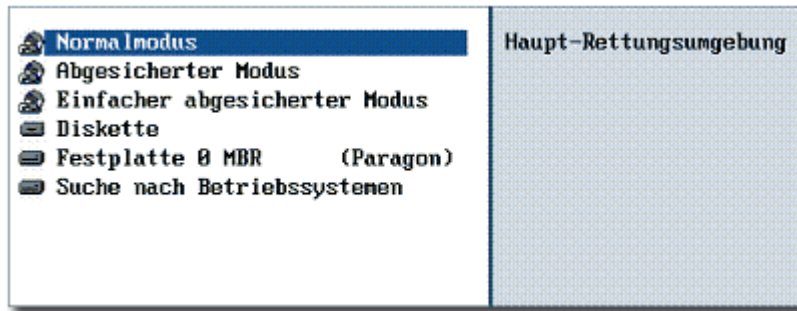 Normalmodus
Abgesicherter Modus
Einfacher abgesicherter Modus
Diskette
Festplatte 0 MBR (Paragon)
Suche nach Betriebssystemen
Haupt-Rettungsumgebung